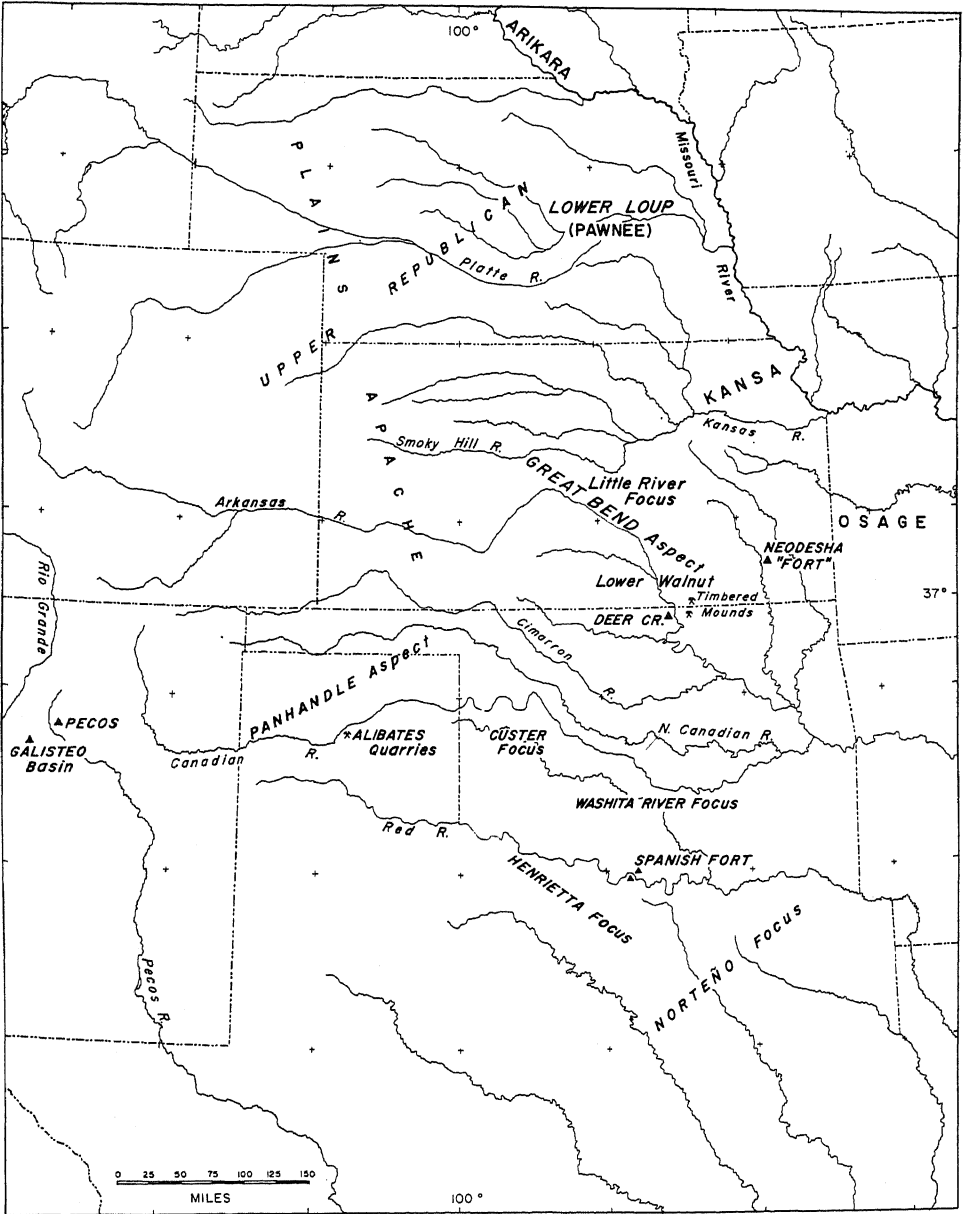 100°
ARIKARA
Missouri
River
PLAINS
APACHE
UPPER REPUBLICAN
LOWER LOUP
(PAWNEE)
Platte R.
KANSA
Kansas R.
Smoky Hill R.
GREAT BEND Aspect
Little River
Focus
Arkansas R.
OSAGE
NEODESHA
"FORT"
Rio Grande
Lower Walnut
Timbered
Mounds
37°
DEER CR.
Cimarron R.
PANHANDLE Aspect
PECOS
GALISTEO
Basin
Canadian R.
ALIBATES
Quarries
CUSTER
Focus
N. Canadian R.
WASHITA RIVER FOCUS
Red R.
SPANISH FORT
HENRIETTA FOCUS
NORTEÑO Focus
Pecos R.
0 25 50 75 100 125 150
MILES
100°